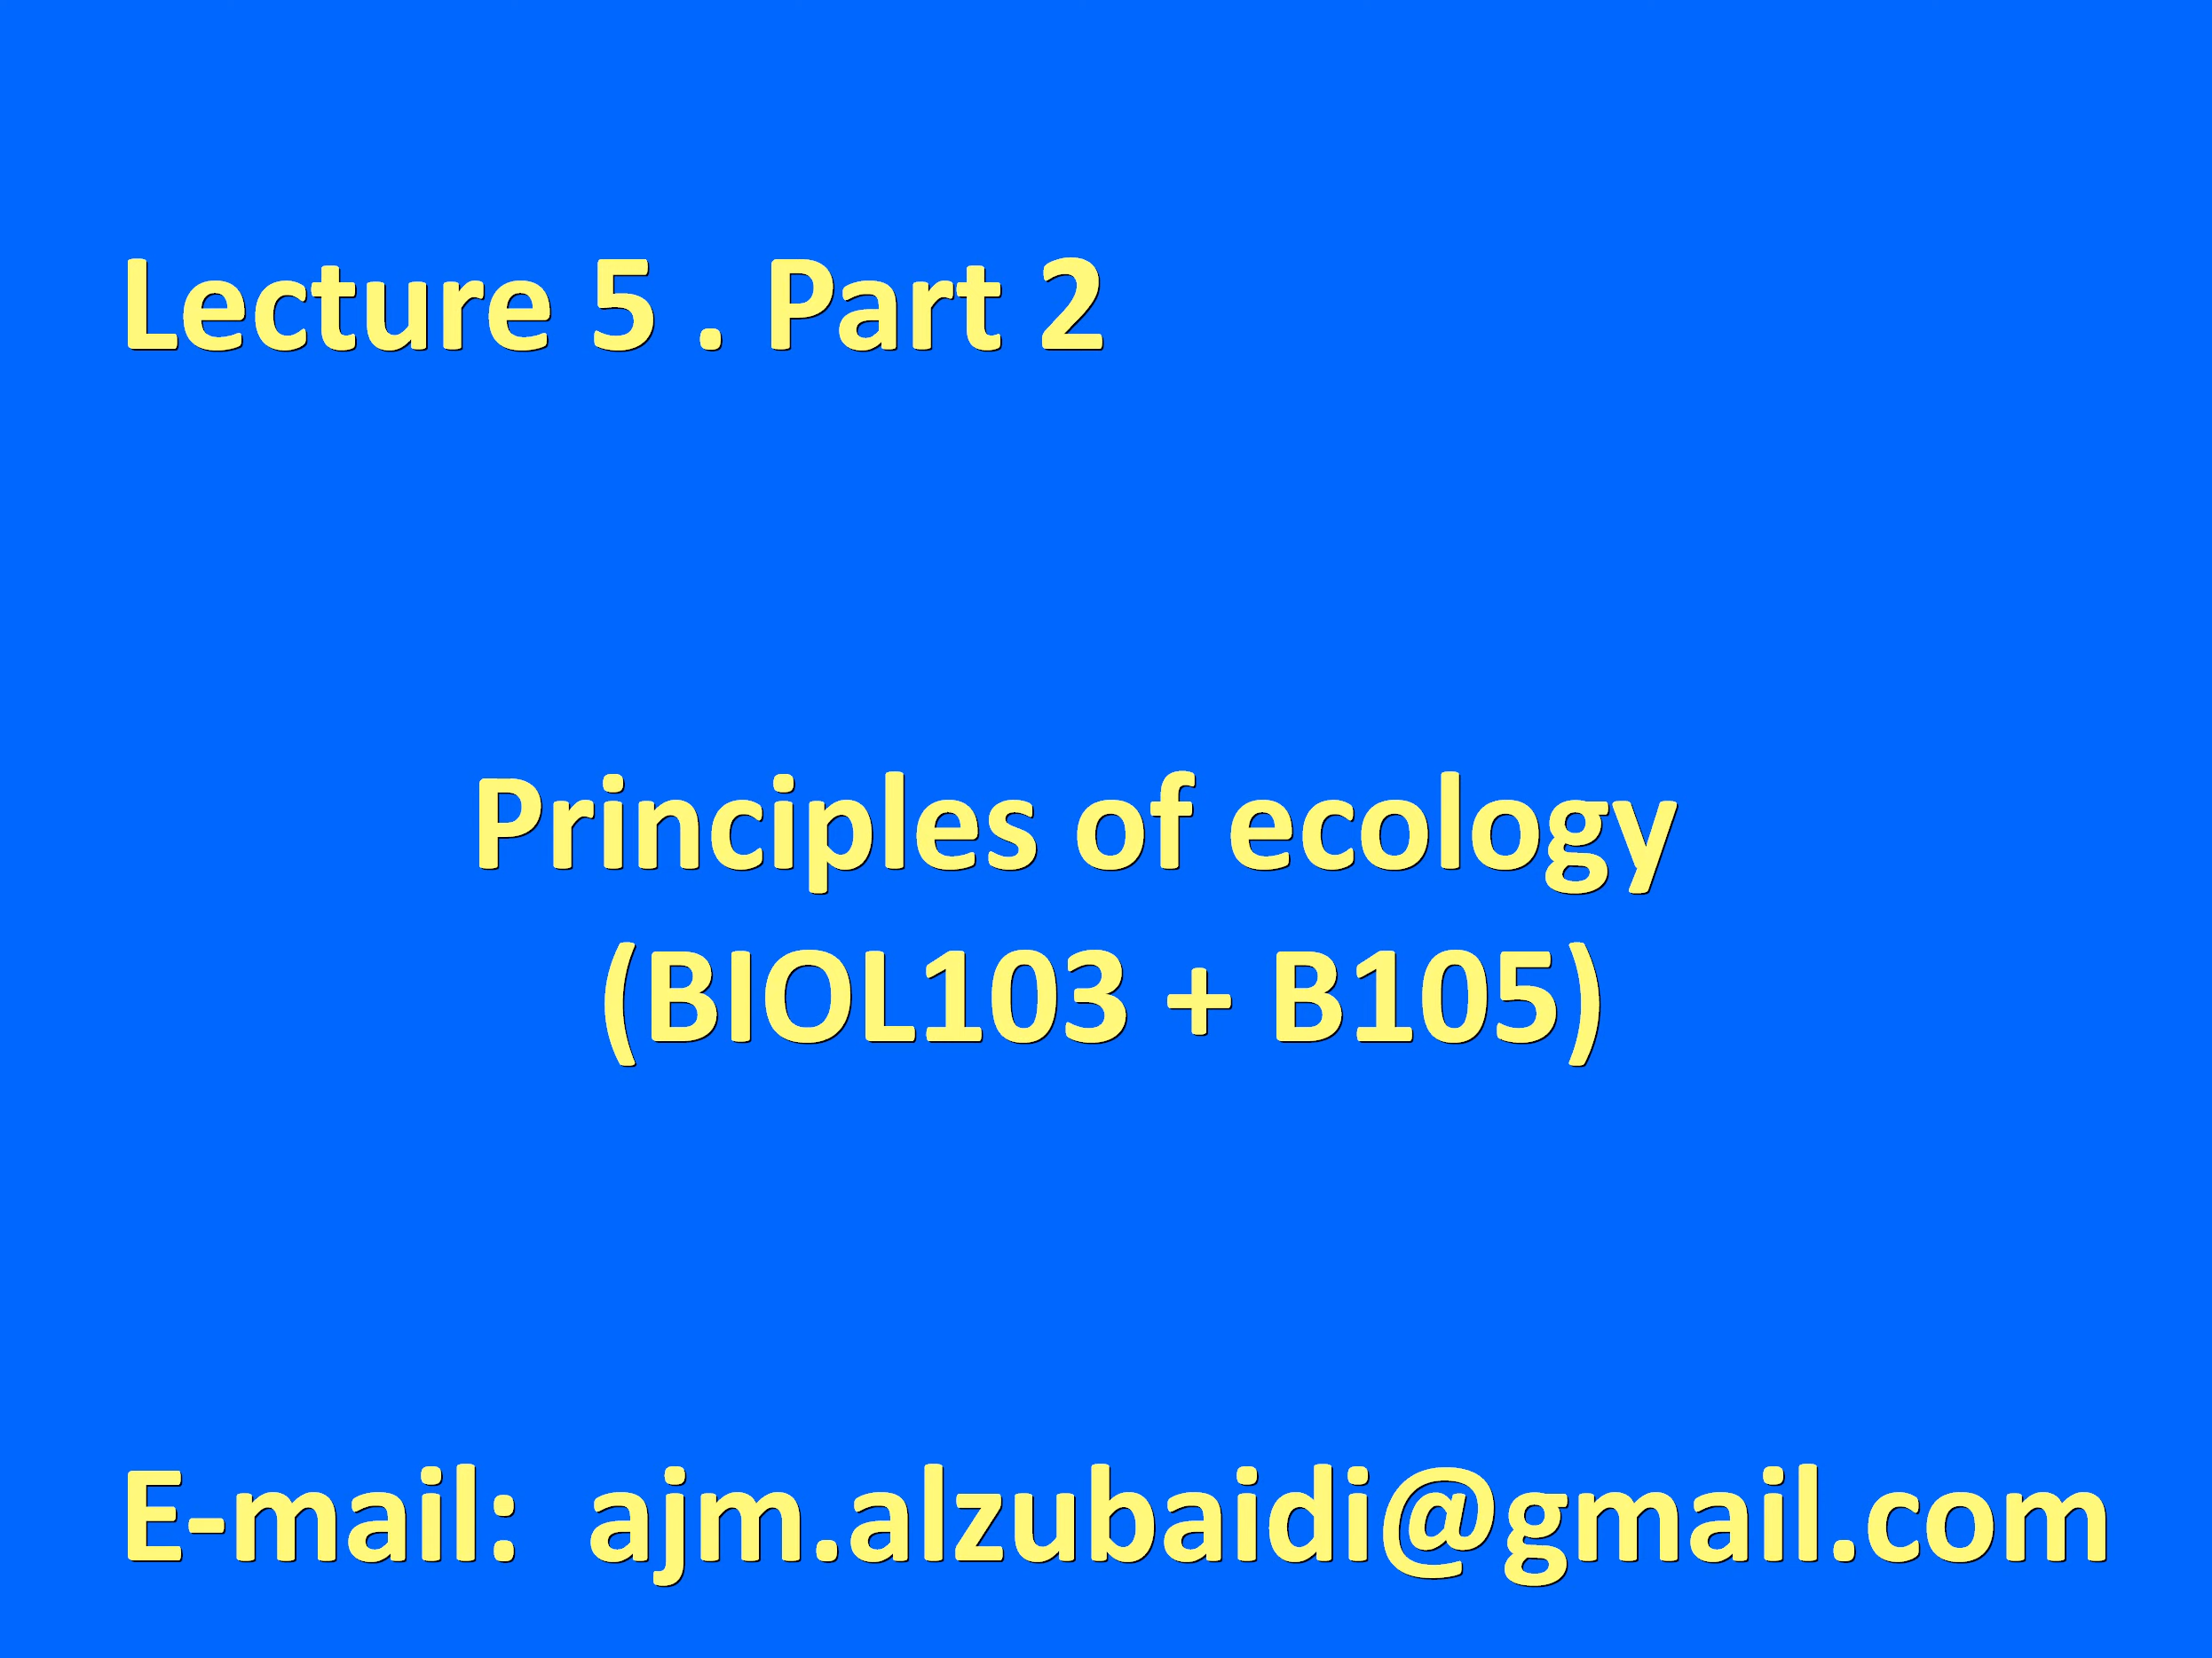 Lecture 5 . Part 2
Principles of ecology
(BIOL103 + B105)
E-mail:  ajm.alzubaidi@gmail.com